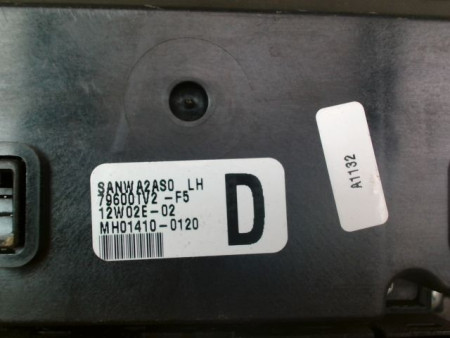 SANWA2AS0 LH
79600TV2 -F5
12W02E-02
MH01410-0120
D
A1132